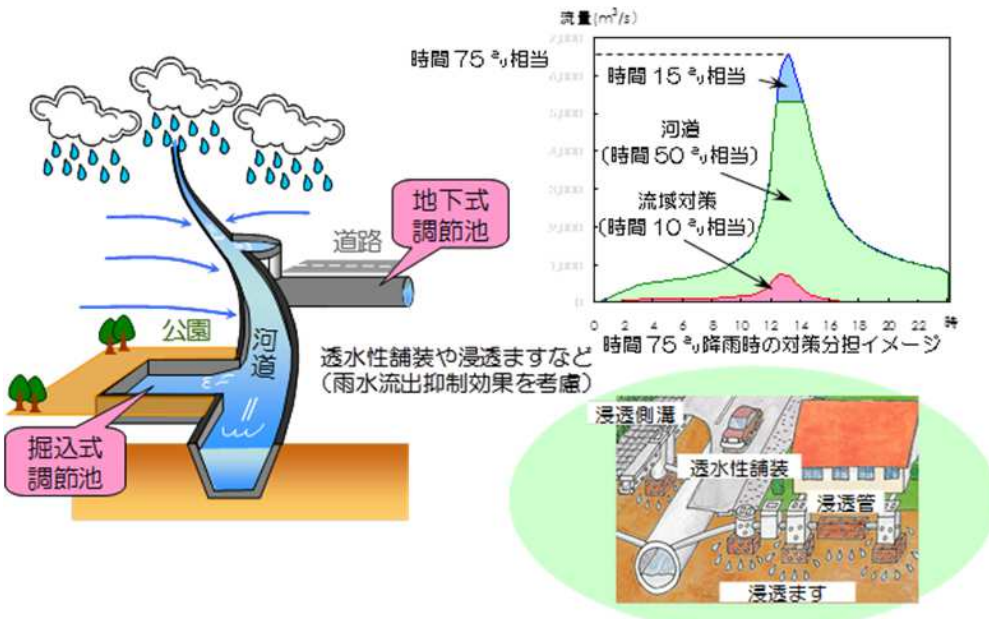 流量(m³/s)
時間75㍉相当
時間15㍉相当
河道
(時間50㍉相当)
流域対策
(時間10㍉相当)
0 2 4 6 8 10 12 14 16 18 20 22 時
時間75㍉降雨時の対策分担イメージ
地下式
調節池
道路
公園
河道
掘込式
調節池
透水性舗装や浸透ますなど
(雨水流出抑制効果を考慮)
浸透側溝
透水性舗装
浸透管
浸透ます